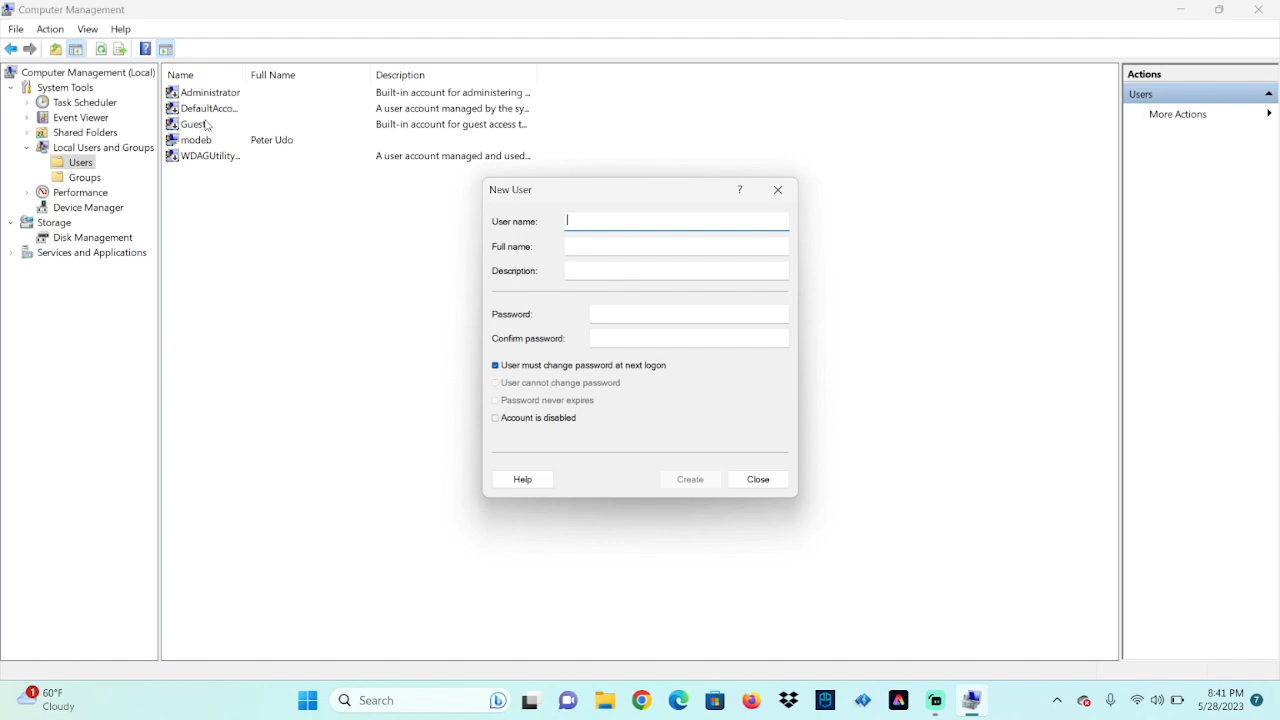 Computer Management
File Action View Help
Computer Management (Local)
System Tools
Task Scheduler
Event Viewer
Shared Folders
Local Users and Groups
Users
Groups
Performance
Device Manager
Storage
Disk Management
Services and Applications
Name Full Name Description
Administrator Built-in account for administering ...
DefaultAcco... A user account managed by the sy...
Guest Built-in account for guest access t...
modeb Peter Udo
WDAGUtility... A user account managed and used...
New User
User name:
Full name:
Description:
Password:
Confirm password:
User must change password at next logon
User cannot change password
Password never expires
Account is disabled
Help Create Close
Actions
Users
More Actions
1
60°F
Cloudy
Search
8:41 PM
5/28/2023
7